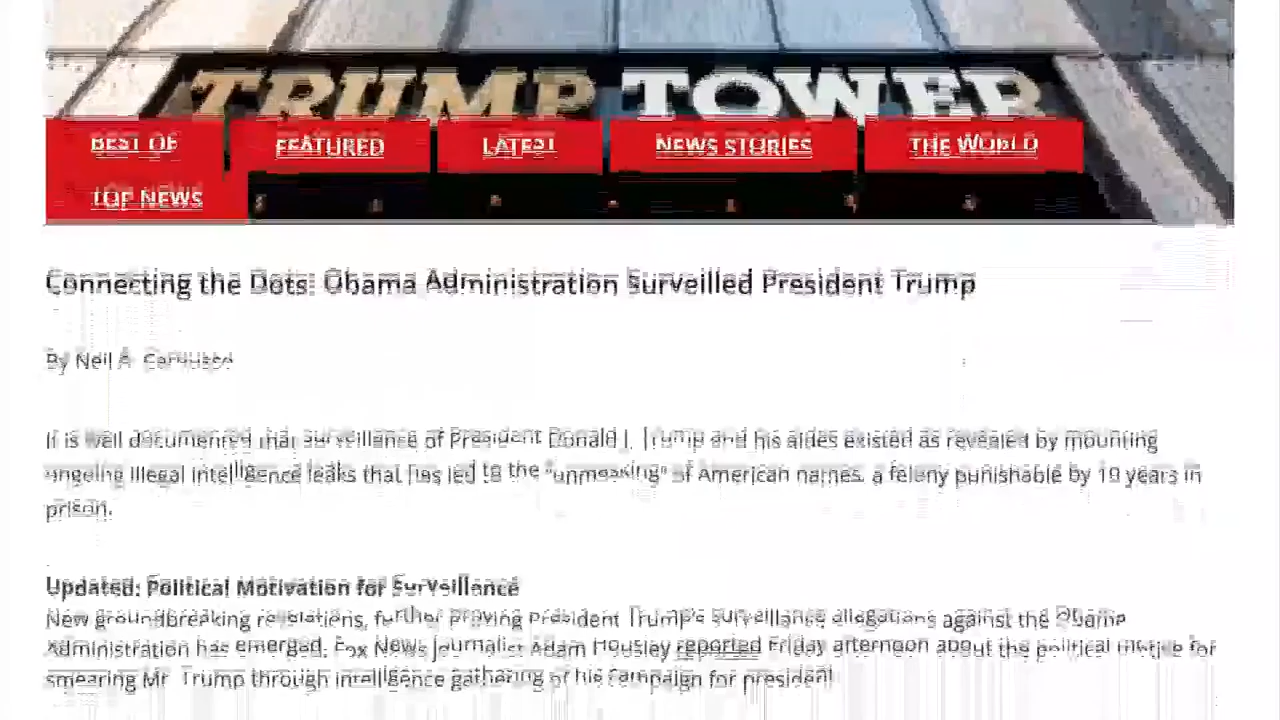 TRUMP TOWER
BEST OF
FEATURED
LATEST
NEWS STORIES
THE WORLD
TOP NEWS
Connecting the Dots: Obama Administration Surveilled President Trump
By Neil A.
It is well documented that surveillance of President Donald J. Trump and his aides existed as revealed by mounting
ongoing illegal intelligence leaks that has led to the "unmasking" of American names, a felony punishable by 10 years in
prison.
Updated: Political Motivation for Surveillance
New groundbreaking revelations, further proving President Trump's surveillance allegations against the Obama
Administration has emerged. Fox News journalist Adam Housley reported Friday afternoon about the political motive for
smearing Mr. Trump through intelligence gathering of his campaign for president.